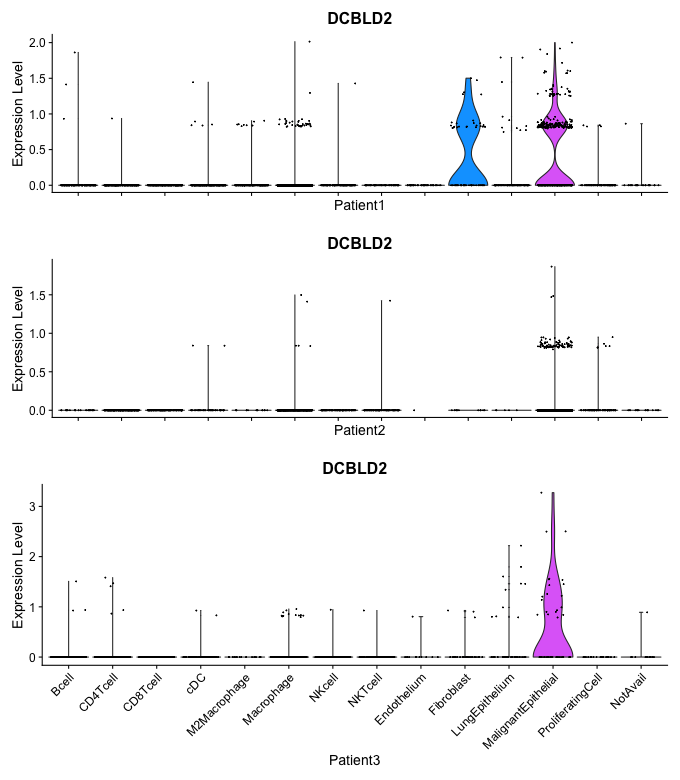 DCBLD2
Expression Level
2.0
1.5
1.0
0.5
0.0
Patient1
DCBLD2
Expression Level
1.5
1.0
0.5
0.0
Patient2
DCBLD2
Expression Level
3
2
1
0
Bcell
CD4Tcell
CD8Tcell
cDC
M2Macrophage
Macrophage
NKcell
NKTcell
Endothelium
Fibroblast
LungEpithelium
MalignantEpithelial
ProliferatingCell
NotAvail
Patient3